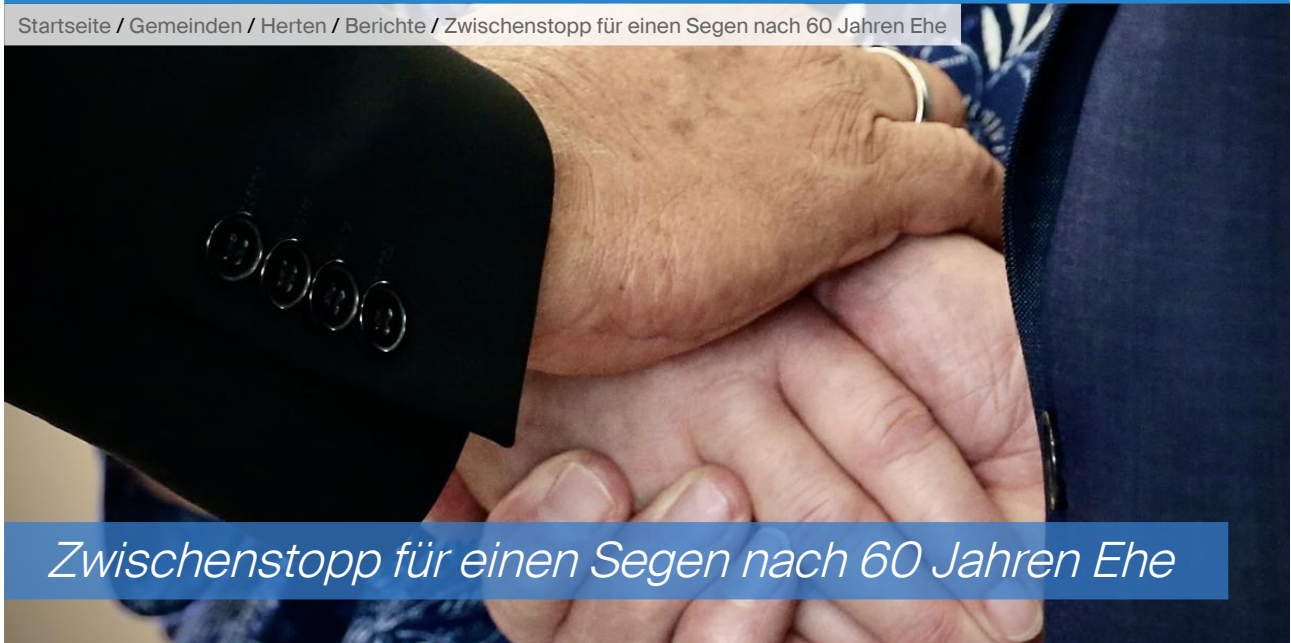 Startseite / Gemeinden / Herten / Berichte / Zwischenstopp für einen Segen nach 60 Jahren Ehe
Zwischenstopp für einen Segen nach 60 Jahren Ehe